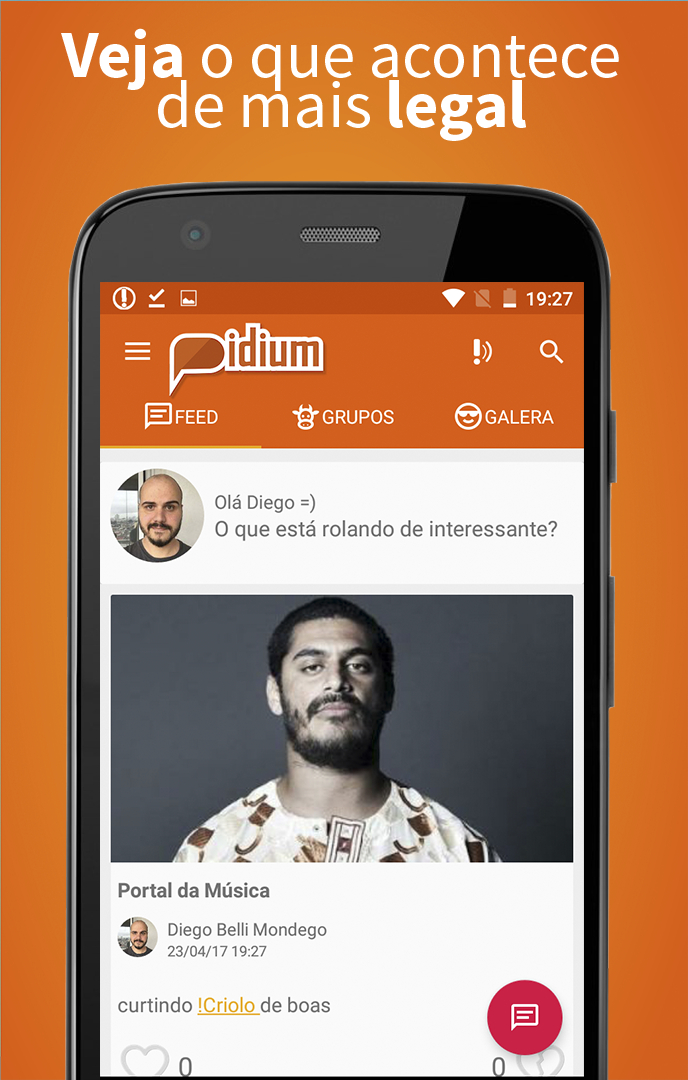 Veja o que acontece
de mais legal
19:27
Pidium
FEED
GRUPOS
GALERA
Olá Diego =)
O que está rolando de interessante?
Portal da Música
Diego Belli Mondego
23/04/17 19:27
curtindo !Criolo de boas
0
0